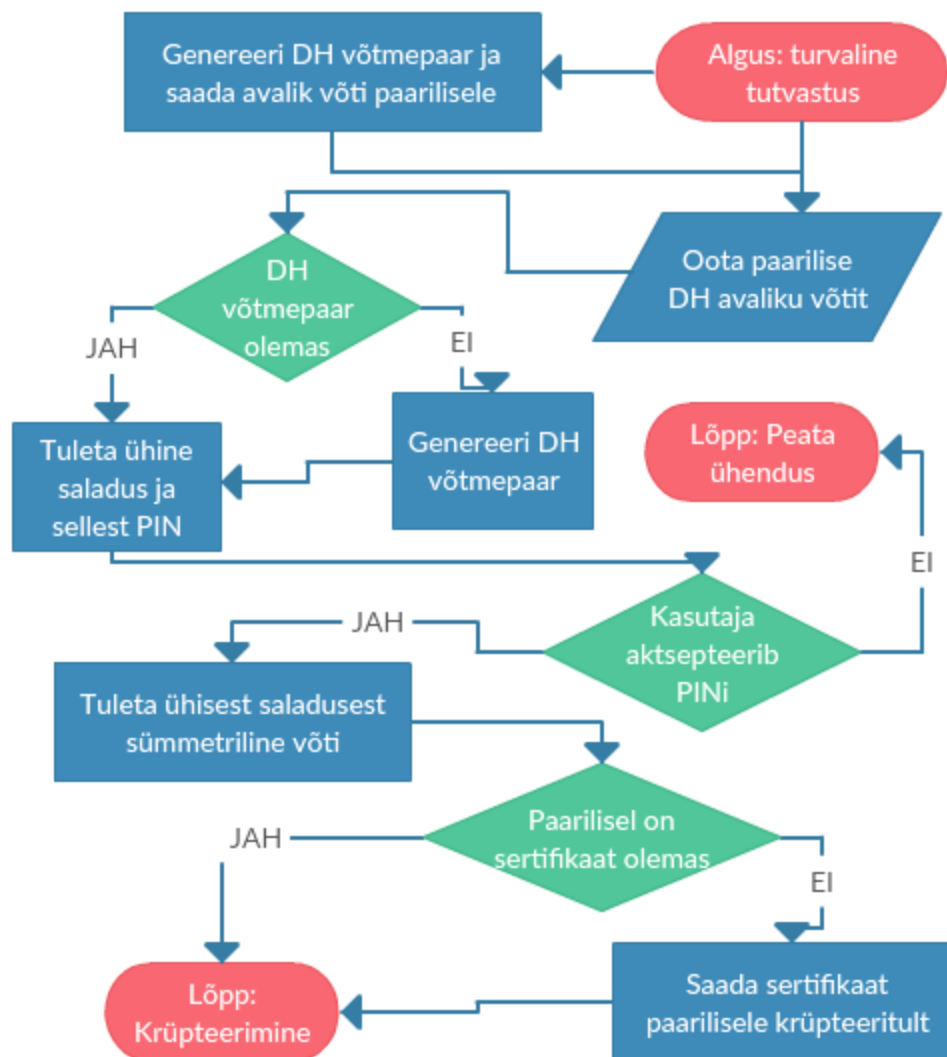 Genereeri DH võtmepaar ja
saada avalik võti paarilisele
Algus: turvaline
tutvastus
Oota paarilise
DH avaliku võtit
DH
võtmepaar
olemas
JAH
EI
Tuleta ühine
saladus ja
sellest PIN
Genereeri DH
võtmepaar
Lõpp: Peata
ühendus
EI
Kasutaja
aktsepteerib
PINi
JAH
Tuleta ühisest saladusest
sümmetriline võti
Paarilisel on
sertifikaat olemas
JAH
EI
Lõpp:
Krüpteerimine
Saada sertifikaat
paarilisele krüpteeritult